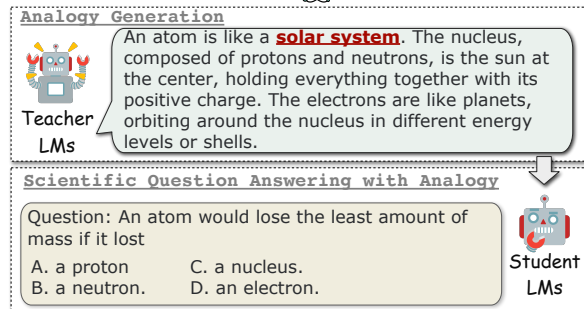 Analogy Generation
An atom is like a solar system. The nucleus,
composed of protons and neutrons, is the sun at
the center, holding everything together with its
positive charge. The electrons are like planets,
orbiting around the nucleus in different energy
levels or shells.
Teacher
LMs
Scientific Question Answering with Analogy
Question: An atom would lose the least amount of
mass if it lost
A. a proton C. a nucleus.
B. a neutron. D. an electron.
Student
LMs